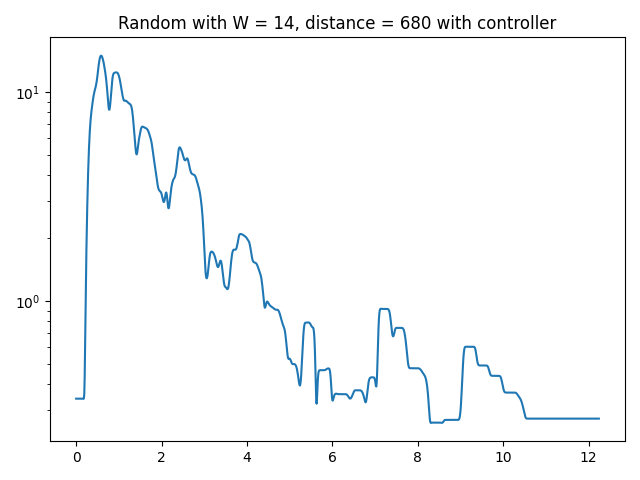 Random with W = 14, distance = 680 with controller
10¹
10⁰
0 2 4 6 8 10 12